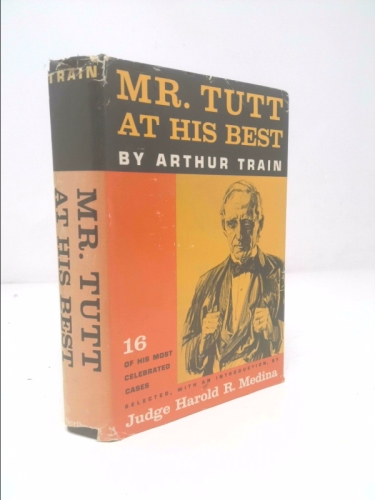 TRAIN
MR. TUTT
AT HIS BEST
MR. TUTT
AT HIS BEST
BY ARTHUR TRAIN
16
OF HIS MOST
CELEBRATED
CASES
SELECTED, WITH AN INTRODUCTION, BY
Judge Harold R. Medina